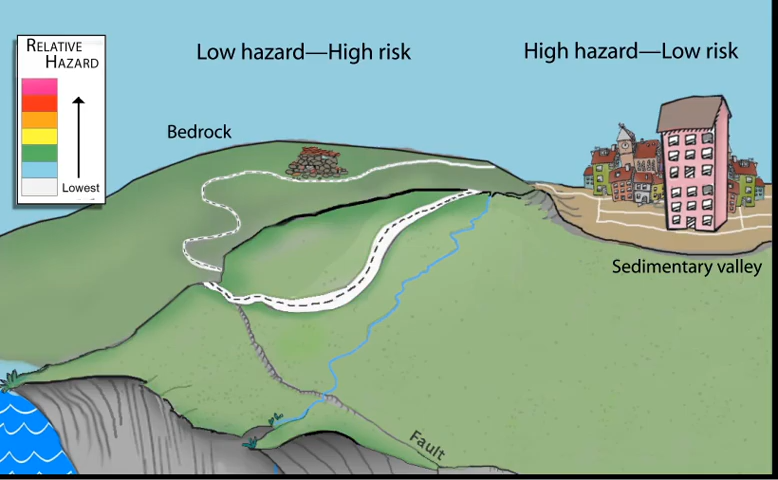 RELATIVE
HAZARD
Lowest
Low hazard—High risk
High hazard—Low risk
Bedrock
Sedimentary valley
Fault